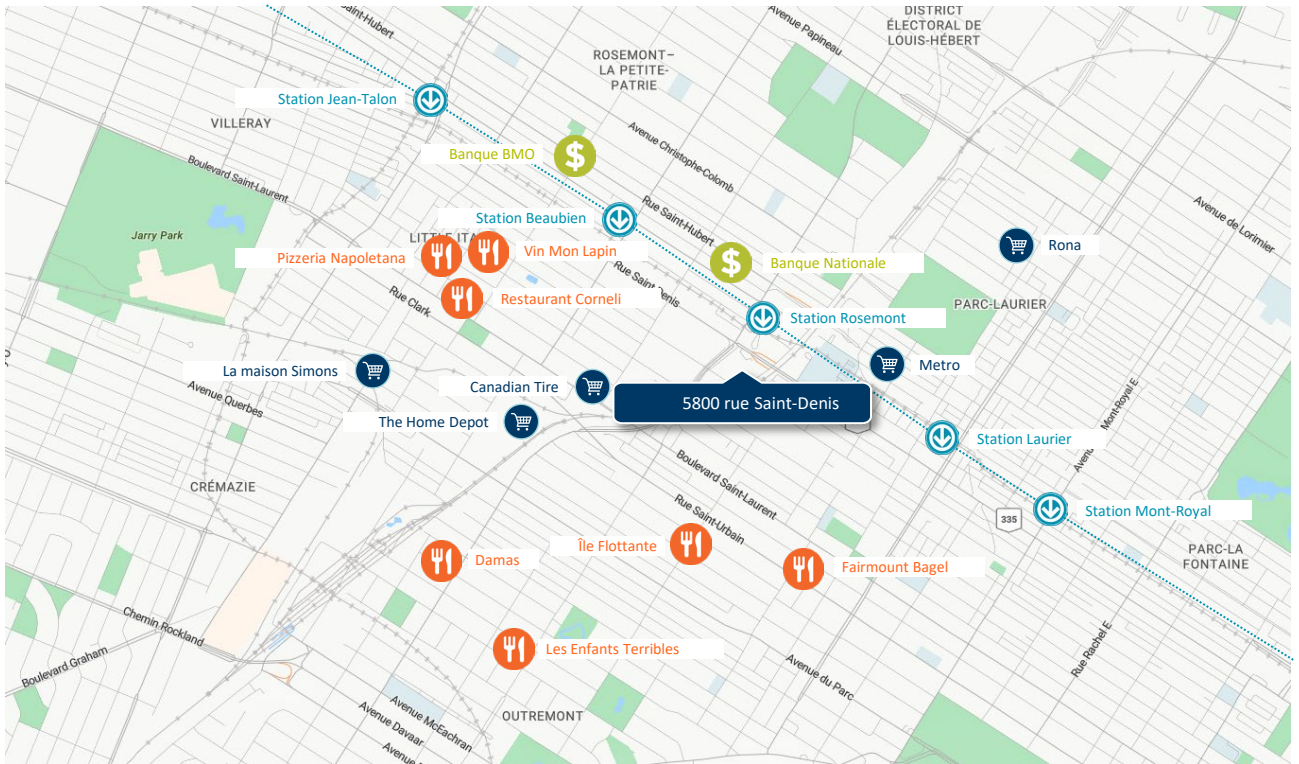 Saint-Hubert
Avenue Papineau
DISTRICT
ÉLECTORAL DE
LOUIS-HÉBERT
ROSEMONT–
LA PETITE-
PATRIE
Station Jean-Talon
VILLERAY
Avenue Christophe-Colomb
Banque BMO
$
Boulevard Saint-Laurent
Rue Saint-Hubert
Avenue de Lorimier
Station Beaubien
Jarry Park
LITTLE ITA
Vin Mon Lapin
Pizzeria Napoletana
Rona
$
Banque Nationale
Rue Saint-Denis
Rue Clark
Restaurant Corneli
PARC-LAURIER
Station Rosemont
La maison Simons
Metro
Avenue Querbes
Canadian Tire
5800 rue Saint-Denis
The Home Depot
Mont-Royal E
Station Laurier
Boulevard Saint-Laurent
CRÉMAZIE
Rue Saint-Urbain
335
Station Mont-Royal
Île Flottante
PARC-LA
FONTAINE
Damas
Fairmount Bagel
Chemin Rockland
Rue Rachel E
Les Enfants Terribles
Boulevard Graham
Avenue du Parc
Avenue McEachran
OUTREMONT
Avenue Davaar